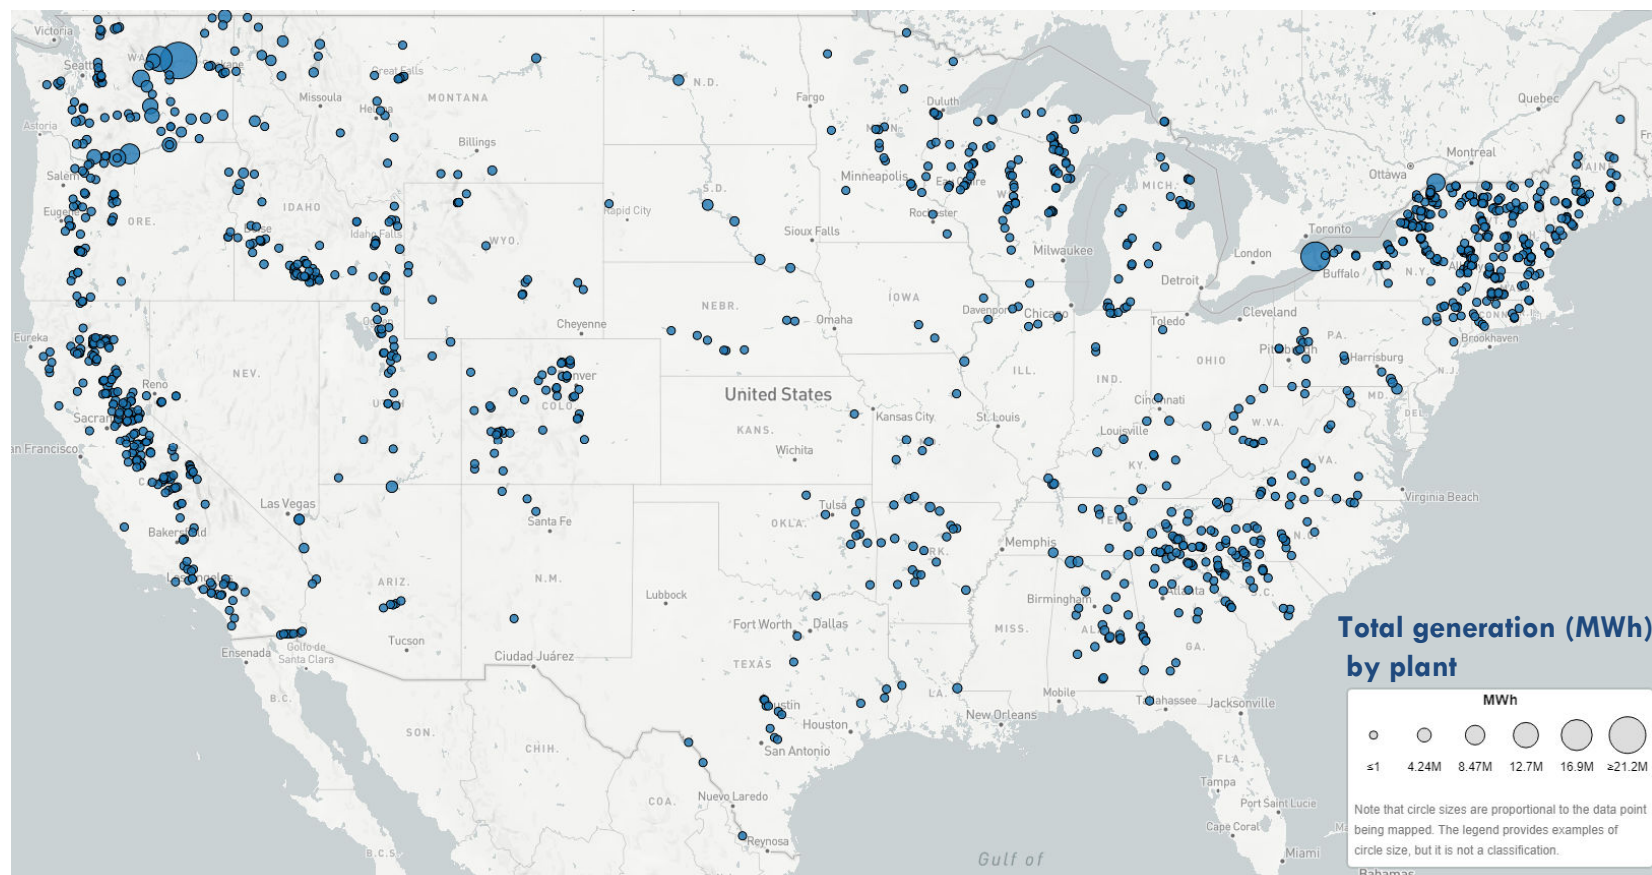 Victoria
Great Falls
N.D.
MONTANA
Missoula
Fargo
Duluth
Quebec
Astoria
Billings
Montreal
Ottawa
Salem
Minneapolis
Eau Claire
MICH.
S.D.
IDAHO
ORE.
Rapid City
Rochester
Toronto
Eugene
Idaho Falls
WYO.
Sioux Falls
Milwaukee
London
Buffalo
N.Y.
Detroit
IOWA
NEBR.
Davenport
Chicago
Cleveland
Cheyenne
Omaha
Toledo
PA.
Eureka
Brookhaven
Pittsburgh
Harrisburg
OHIO
N.J.
NEV.
Reno
ILL.
IND.
United States
MD.
DEL.
COLO.
Cincinnati
Kansas City
St. Louis
W.VA.
KANS.
Louisville
an Francisco
Wichita
KY.
VA.
Las Vegas
Tulsa
Virginia Beach
Santa Fe
OKLA.
TENN.
N.C.
Bakersfield
Memphis
Los Angeles
ARIZ.
N.M.
Lubbock
Birmingham
Atlanta
S.C.
Fort Worth
Dallas
MISS.
Tucson
GA.
Ensenada
Golfo de
Santa Clara
Ciudad Juárez
TEXAS
Total generation (MWh)
by plant
B.C.
LA.
Mobile
Tallahassee
Jacksonville
Austin
New Orleans
Houston
SON.
San Antonio
CHIH.
FLA.
Tampa
COA.
Nuevo Laredo
Port Saint Lucie
Cape Coral
Reynosa
B.C.S.
Gulf of
Miami
Bahamas
MWh
≤1
4.24M
8.47M
12.7M
16.9M
≥21.2M
Note that circle sizes are proportional to the data point
being mapped. The legend provides examples of
circle size, but it is not a classification.